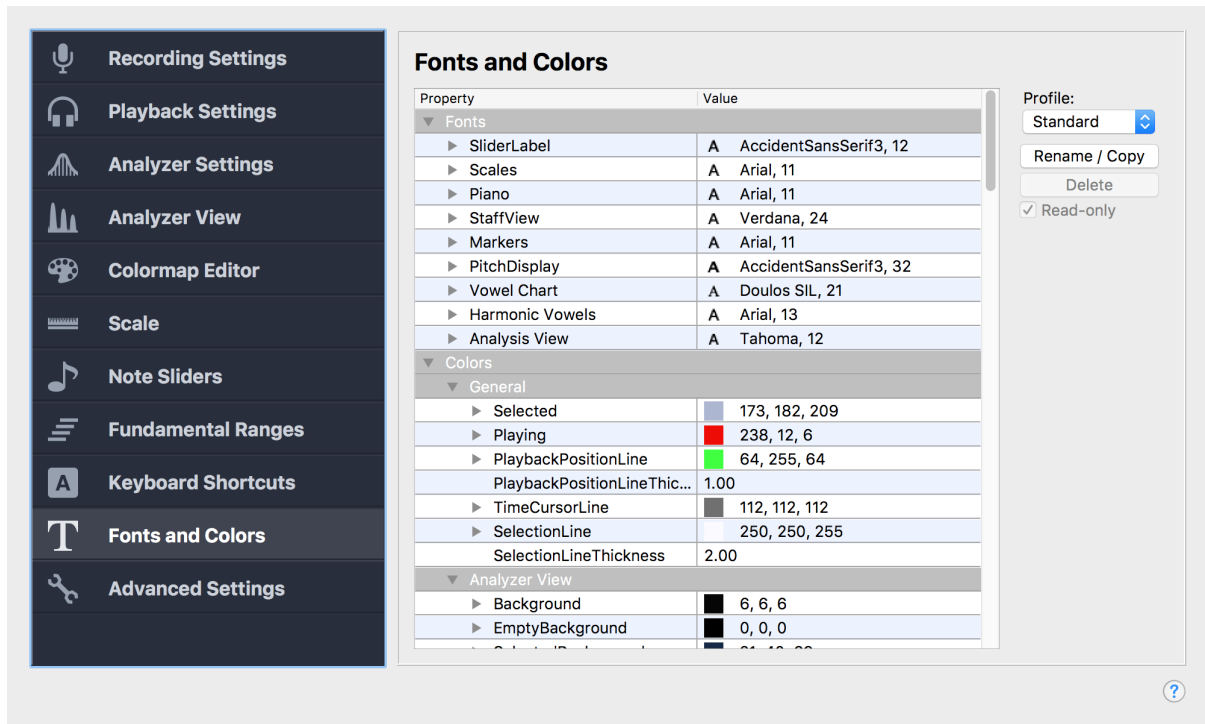 Recording Settings
Playback Settings
Analyzer Settings
Analyzer View
Colormap Editor
Scale
Note Sliders
Fundamental Ranges
A Keyboard Shortcuts
T Fonts and Colors
Advanced Settings
Fonts and Colors
Property Value
Fonts
SliderLabel A AccidentSansSerif3, 12
Scales A Arial, 11
Piano A Arial, 11
StaffView A Verdana, 24
Markers A Arial, 11
PitchDisplay A AccidentSansSerif3, 32
Vowel Chart A Doulos SIL, 21
Harmonic Vowels A Arial, 13
Analysis View A Tahoma, 12
Colors
General
Selected 173, 182, 209
Playing 238, 12, 6
PlaybackPositionLine 64, 255, 64
PlaybackPositionLineThic... 1.00
TimeCursorLine 112, 112, 112
SelectionLine 250, 250, 255
SelectionLineThickness 2.00
Analyzer View
Background 6, 6, 6
EmptyBackground 0, 0, 0
Profile:
Standard
Rename / Copy
Delete
Read-only
?